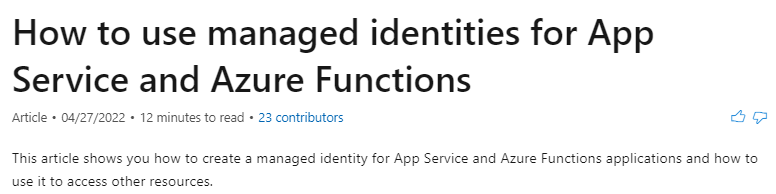 How to use managed identities for App
Service and Azure Functions
Article • 04/27/2022 • 12 minutes to read • 23 contributors
This article shows you how to create a managed identity for App Service and Azure Functions applications and how to
use it to access other resources.